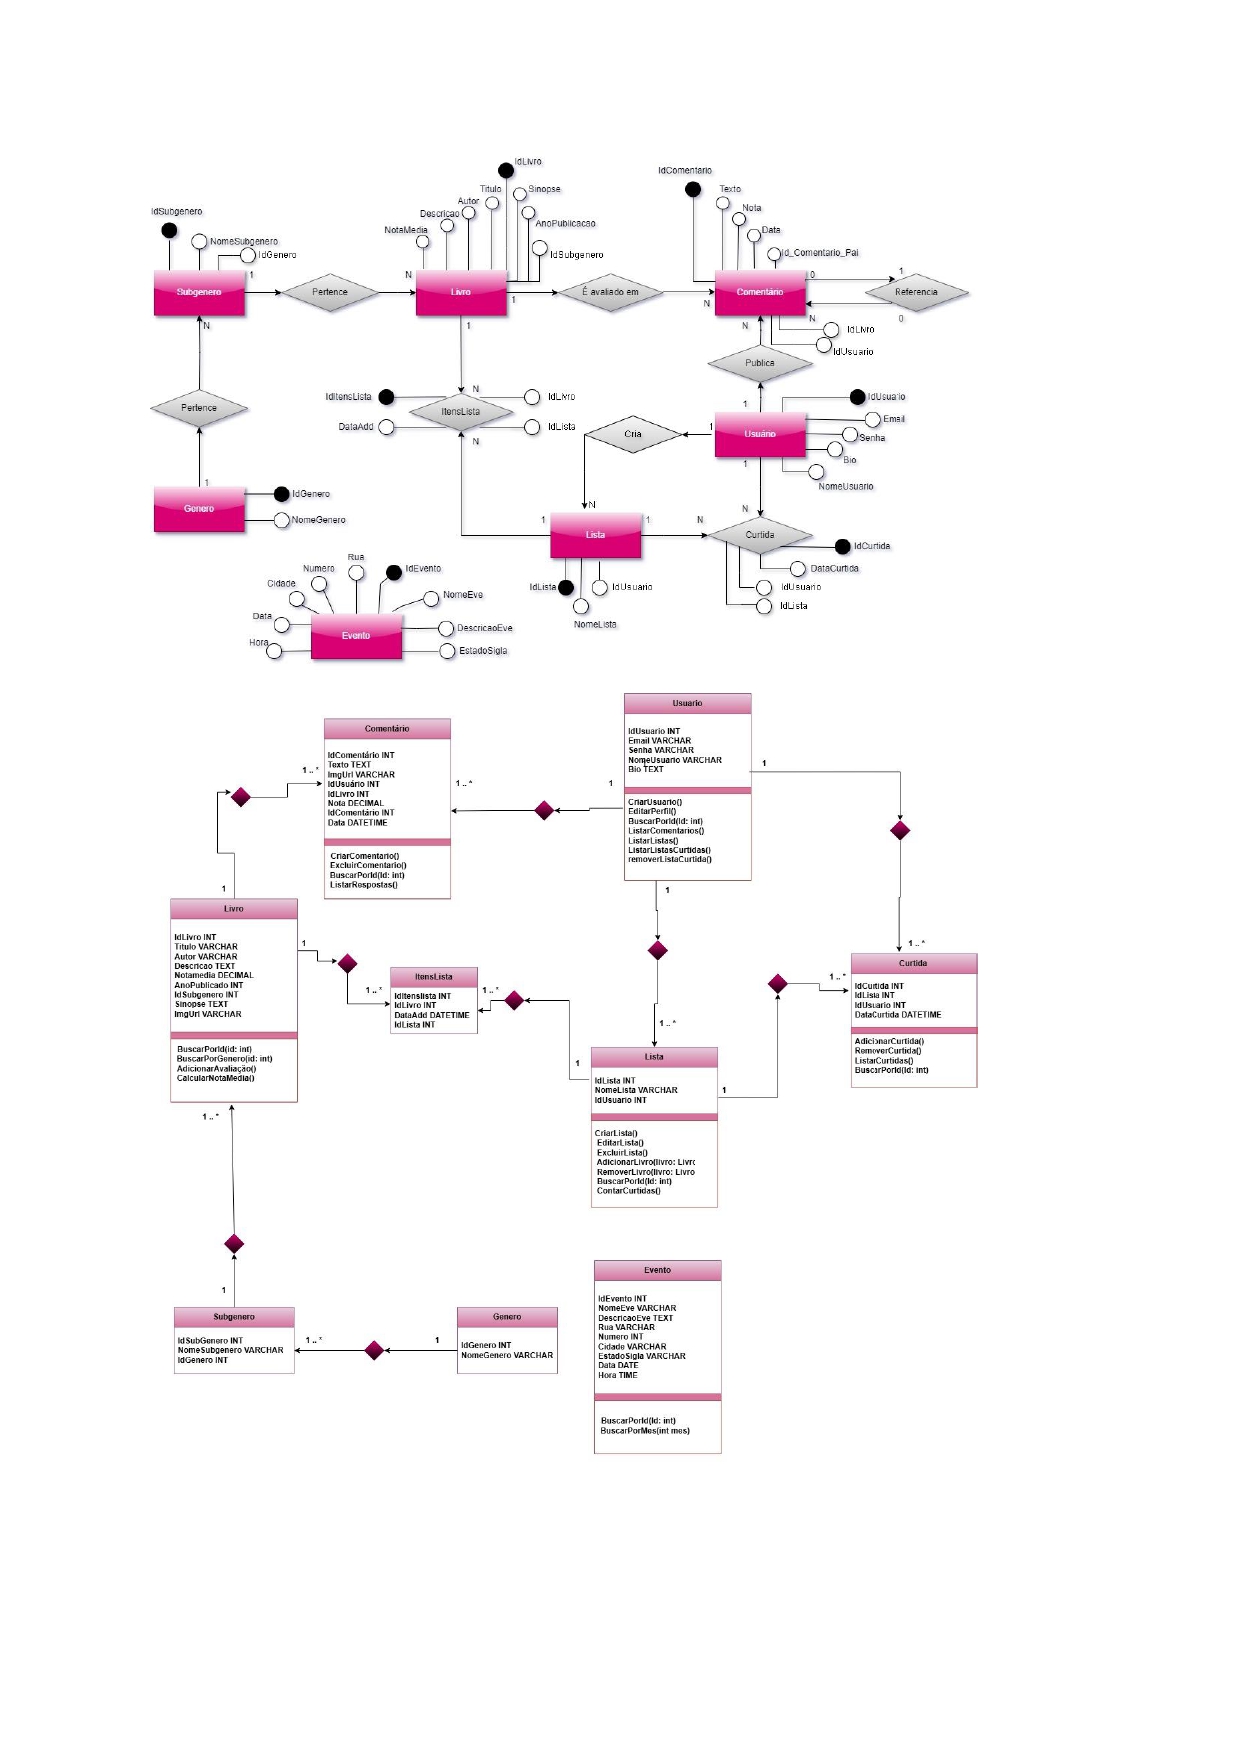 IdSubgenero
NomeSubgenero
IdGenero
Subgenero
1
Pertence
N
NotaMedia
Descricao
Autor
Titulo
IdLivro
Sinopse
AnoPublicacao
IdSubgenero
Livro
1
1
É avaliado em
N
IdComentario
Texto
Nota
Data
Id_Comentario_Pai
Comentário
0
1
Referencia
N
0
IdLivro
IdUsuario
N
Publica
1
N
Pertence
1
Genero
IdGenero
NomeGenero
IdItensLista
DataAdd
N
ItensLista
N
IdLivro
IdLista
Cria
1
Usuário
1
IdUsuario
Email
Senha
Bio
NomeUsuario
N
1
Lista
1
N
N
Curtida
IdCurtida
DataCurtida
IdUsuario
IdLista
IdLista
IdUsuario
NomeLista
Hora
Data
Cidade
Numero
Rua
IdEvento
NomeEve
DescricaoEve
EstadoSigla
Evento
Comentário
IdComentário INT
Texto TEXT
ImgUrl VARCHAR
IdUsuário INT
IdLivro INT
Nota DECIMAL
IdComentário INT
Data DATETIME
CriarComentario()
ExcluirComentario()
BuscarPorId(Id: int)
ListarRespostas()
1 .. *
1 .. *
1
Usuario
IdUsuario INT
Email VARCHAR
Senha VARCHAR
NomeUsuario VARCHAR
Bio TEXT
CriarUsuario()
EditarPerfil()
BuscarPorId(Id: int)
ListarComentarios()
ListarListas()
ListarListasCurtidas()
removerListaCurtida()
1
1
1
Livro
IdLivro INT
Titulo VARCHAR
Autor VARCHAR
Descricao TEXT
Notamedia DECIMAL
AnoPublicado INT
IdSubgenero INT
Sinopse TEXT
ImgUrl VARCHAR
BuscarPorId(id: int)
BuscarPorGenero(id: int)
AdicionarAvaliação()
CalcularNotaMedia()
1
1 .. *
ItensLista
IdItenslista INT
IdLivro INT
DataAdd DATETIME
IdLista INT
1 .. *
1
1 .. *
Lista
IdLista INT
NomeLista VARCHAR
IdUsuario INT
CriarLista()
EditarLista()
ExcluirLista()
AdicionarLivro(livro: Livro
RemoverLivro(livro: Livro
BuscarPorId(Id: int)
ContarCurtidas()
1
1 .. *
1 .. *
Curtida
IdCurtida INT
IdLista INT
IdUsuario INT
DataCurtida DATETIME
AdicionarCurtida()
RemoverCurtida()
ListarCurtidas()
BuscarPorId(Id: int)
1 .. *
1
Subgenero
IdSubGenero INT
NomeSubgenero VARCHAR
IdGenero INT
1 .. *
1
Genero
IdGenero INT
NomeGenero VARCHAR
Evento
IdEvento INT
NomeEve VARCHAR
DescricaoEve TEXT
Rua VARCHAR
Numero INT
Cidade VARCHAR
EstadoSigla VARCHAR
Data DATE
Hora TIME
BuscarPorId(Id: int)
BuscarPorMes(int mes)